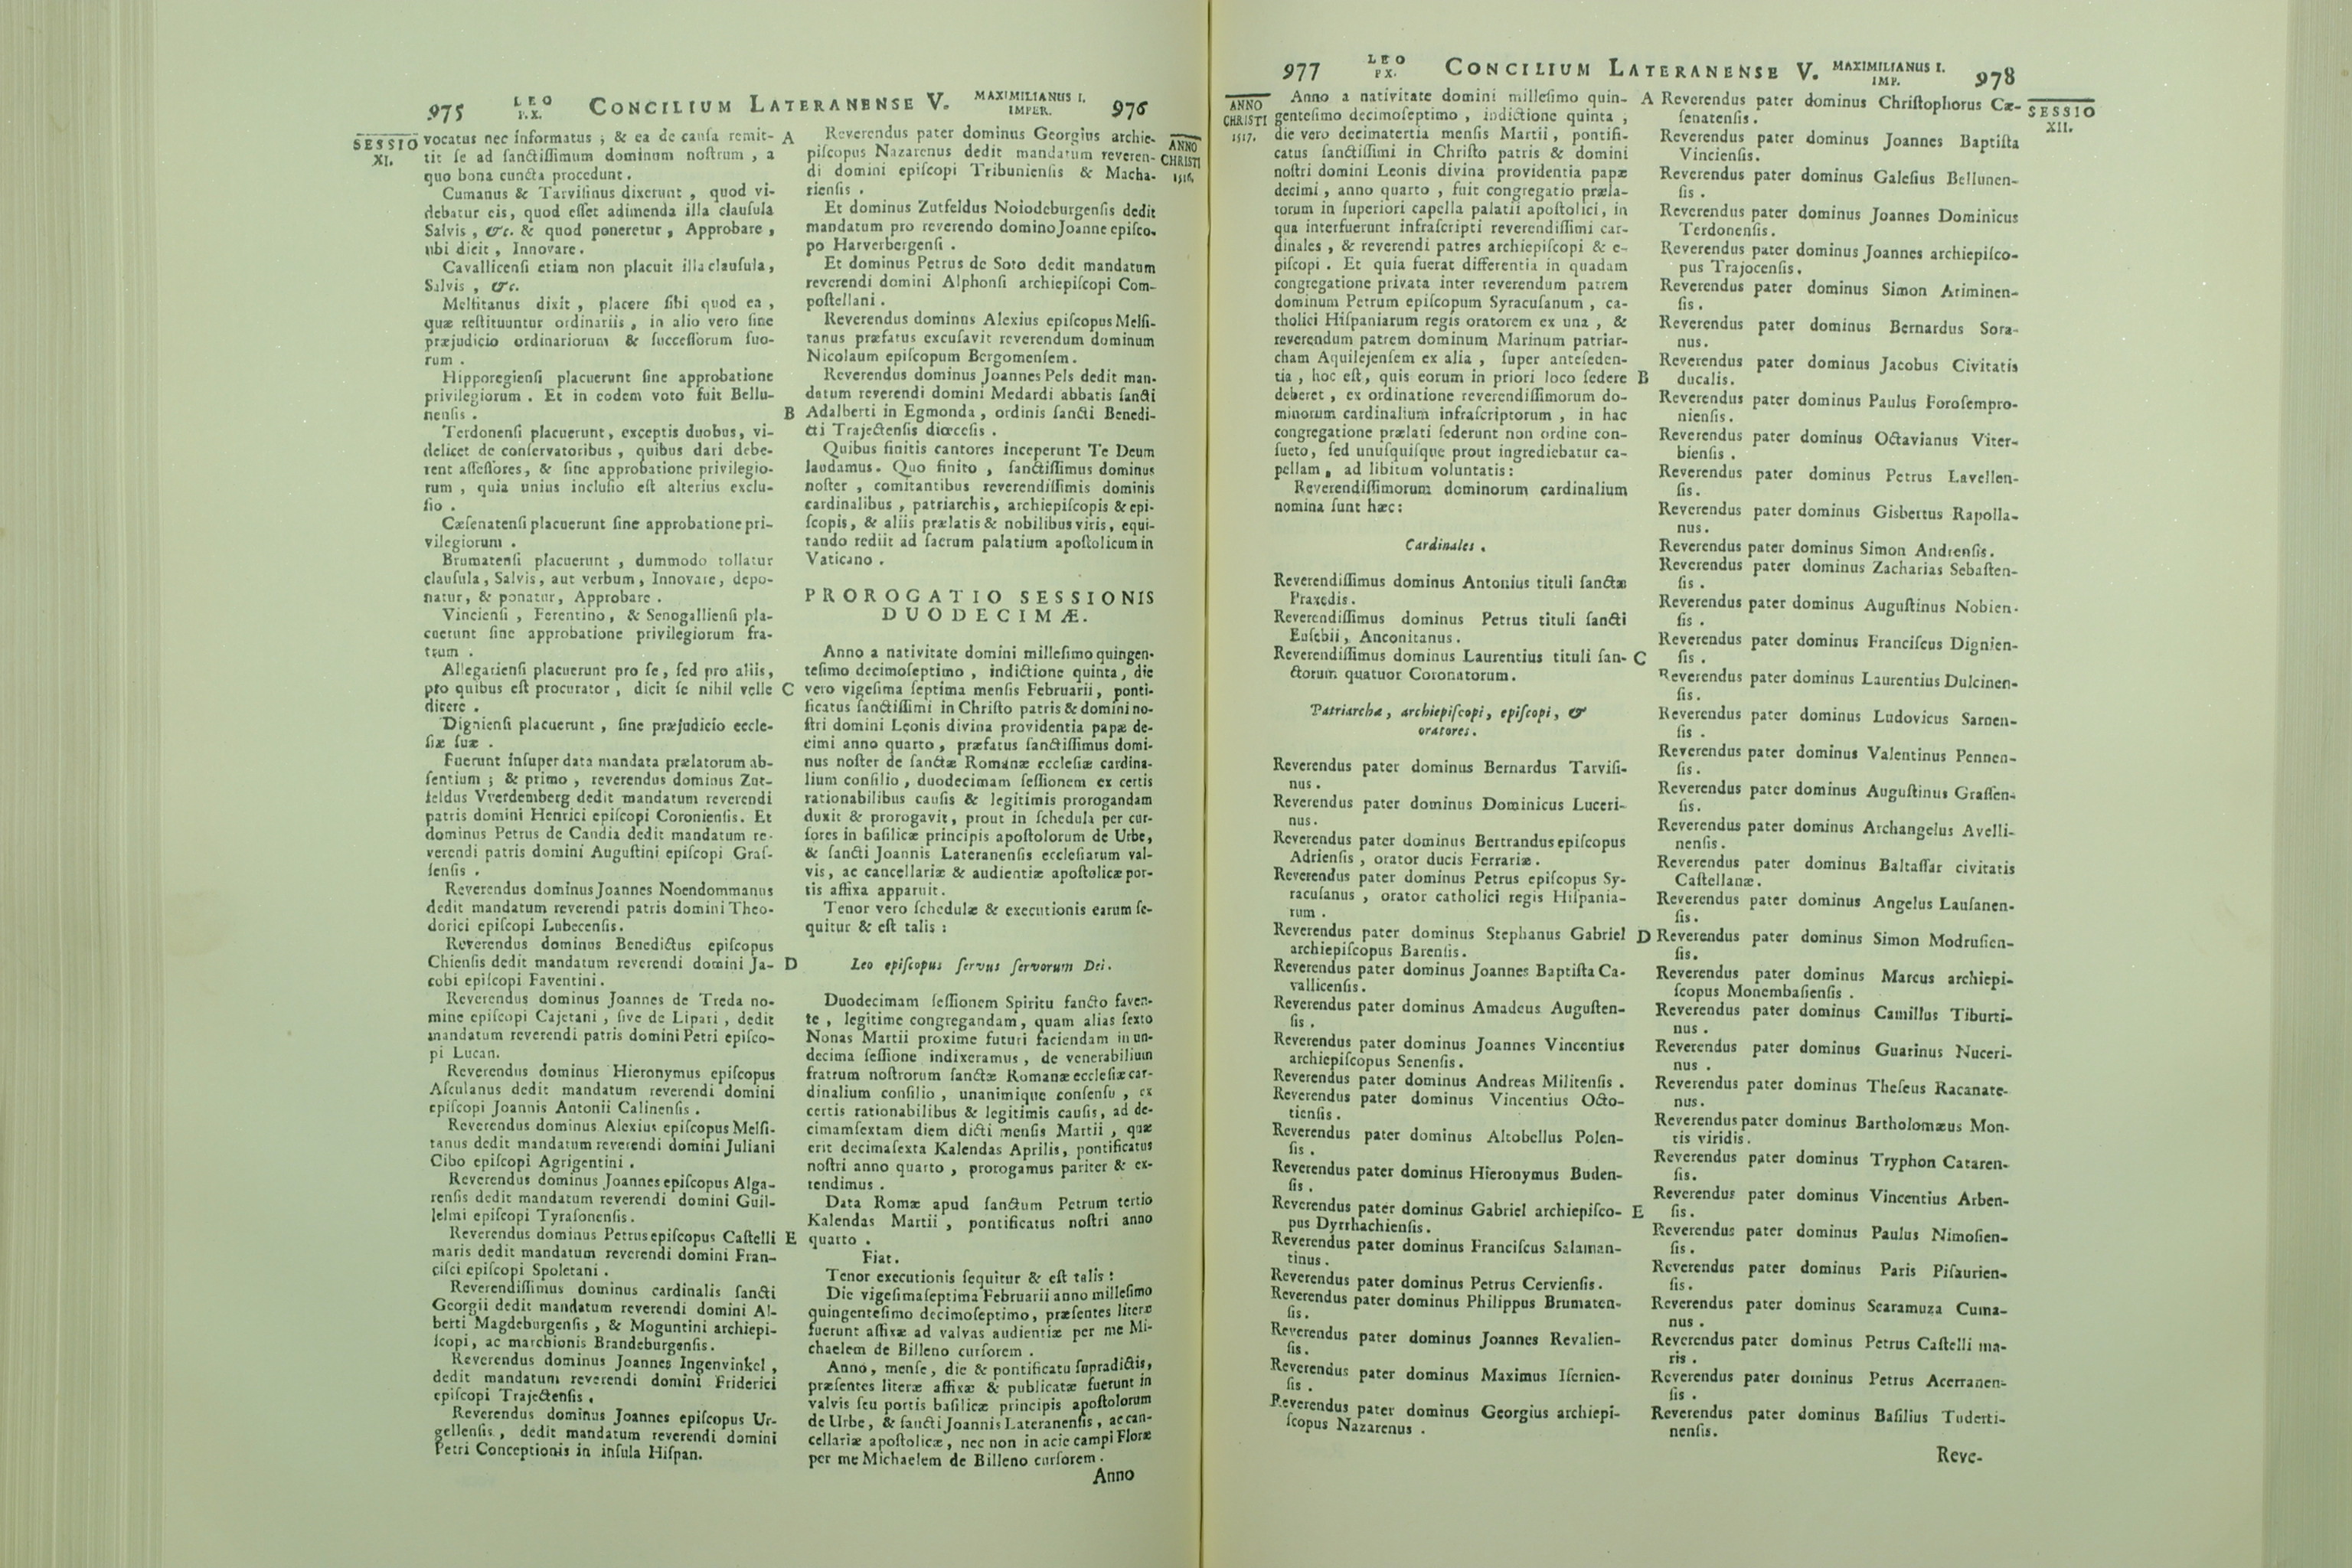 975
LEO
P.X.
CONCILIUM LATERANENSE V.
MAXIMILIANUS I.
IMPER.
976
SESSIO
XI.
vocatus nec informatus ; & ea de cauſa remit-
tit ſe ad ſanctiſſimum dominum noſtrum , a
quo bona cuncta procedunt .
Cumanus & Tarviſinus dixerunt , quod vi-
debatur eis, quod eſſet adimenda illa clauſula
Salvis , &c. & quod poneretur , Approbare ,
ubi dicit , Innovare .
Cavallicenſi etiam non placuit illa clauſula ,
Salvis , &c.
Melfitanus dixit , placere ſibi quod ea ,
quæ reſtituuntur ordinariis , in alio vero ſine
præjudicio ordinariorum & ſucceſſorum ſuo-
rum .
Hipporegienſi placuerunt ſine approbatione
privilegiorum . Et in eodem voto fuit Bellu-
nenſis .
Terdonenſi placuerunt, exceptis duobus, vi-
delicet de conſervatoribus , quibus dari debe-
rent aſſeſſores, & ſine approbatione privilegio-
rum , quia unius incluſio eſt alterius exclu-
ſio .
Cæſenatenſi placuerunt ſine approbatione pri-
vilegiorum .
Brumatenſi placuerunt , dummodo tollatur
clauſula, Salvis, aut verbum, Innovare, depo-
natur, & ponatur, Approbare .
Vincienſi , Ferentino , & Senogallienſi pla-
cuerunt ſine approbatione privilegiorum fra-
trum .
Allegarienſi placuerunt pro ſe, ſed pro aliis,
pro quibus eſt procurator , dicit ſe nihil velle
dicere .
Dignienſi placuerunt , ſine præjudicio eccle-
ſiæ ſuæ .
Fuerunt inſuper data mandata prælatorum ab-
ſentium ; & primo , reverendus dominus Zut-
feldus Vverdemberg dedit mandatum reverendi
patris domini Henrici epiſcopi Coronienſis. Et
dominus Petrus de Candia dedit mandatum re-
verendi patris domini Auguſtini epiſcopi Graſ-
ſenſis .
Reverendus dominus Joannes Noendommanus
dedit mandatum reverendi patris domini Theo-
dorici epiſcopi Lubecenſis.
Reverendus dominus Benedictus epiſcopus
Chienſis dedit mandatum reverendi domini Ja-
cobi epiſcopi Faventini .
Reverendus dominus Joannes de Treda no-
mine epiſcopi Cajetani , ſive de Lipari , dedit
mandatum reverendi patris domini Petri epiſco-
pi Lucan.
Reverendus dominus Hieronymus epiſcopus
Aſculanus dedit mandatum reverendi domini
epiſcopi Joannis Antonii Calinenſis .
Reverendus dominus Alexius epiſcopus Melfi-
tanus dedit mandatum reverendi domini Juliani
Cibo epiſcopi Agrigentini .
Reverendus dominus Joannes epiſcopus Alga-
renſis dedit mandatum reverendi domini Guil-
lelmi epiſcopi Tyraſonenſis .
Reverendus dominus Petrus epiſcopus Caſtelli
maris dedit mandatum reverendi domini Fran-
ciſci epiſcopi Spoletani .
Reverendiſſimus dominus cardinalis ſancti
Georgii dedit mandatum reverendi domini Al-
berti Magdeburgenſis , & Moguntini archiepi-
ſcopi, ac marchionis Brandeburgenſis.
Reverendus dominus Joannes Ingenvinkel ,
dedit mandatum reverendi domini Friderici
epiſcopi Trajectenſis .
Reverendus dominus Joannes epiſcopus Ur-
gellenſis , dedit mandatum reverendi domini
Petri Conceptionis in inſula Hiſpan.
A
B
C
D
E
Reverendus pater dominus Georgius archie-
piſcopus Nazarenus dedit mandatum reveren-
di domini epiſcopi Tribunienſis & Macha-
rienſis .
Et dominus Zutfeldus Noiodeburgenſis dedit
mandatum pro reverendo domino Joanne epiſco-
po Harverbergenſi .
Et dominus Petrus de Soto dedit mandatum
reverendi domini Alphonſi archiepiſcopi Com-
poſtellani .
Reverendus dominus Alexius epiſcopus Melfi-
tanus præfatus excuſavit reverendum dominum
Nicolaum epiſcopum Bergomenſem .
Reverendus dominus Joannes Pels dedit man-
datum reverendi domini Medardi abbatis ſancti
Adalberti in Egmonda , ordinis ſancti Benedi-
cti Trajectenſis diœceſis .
Quibus finitis cantores inceperunt Te Deum
laudamus. Quo finito , ſanctiſſimus dominus
noſter , comitantibus reverendiſſimis dominis
cardinalibus , patriarchis, archiepiſcopis & epi-
ſcopis, & aliis prælatis & nobilibus viris, equi-
tando rediit ad ſacrum palatium apoſtolicum in
Vaticano .
PROROGATIO SESSIONIS
DUODECIMÆ.
Anno a nativitate domini milleſimo quingen-
teſimo decimoſeptimo , indictione quinta , die
vero vigeſima ſeptima menſis Februarii, ponti-
ficatus ſanctiſſimi in Chriſto patris & domini no-
ſtri domini Leonis divina providentia papæ de-
cimi anno quarto , præfatus ſanctiſſimus domi-
nus noſter de ſanctæ Romanæ eccleſiæ cardina-
lium conſilio , duodecimam ſeſſionem ex certis
rationabilibus cauſis & legitimis prorogandam
duxit & prorogavit, prout in ſchedula per cur-
ſores in baſilicæ principis apoſtolorum de Urbe,
& ſancti Joannis Lateranenſis eccleſiarum val-
vis, ac cancellariæ & audientiæ apoſtolicæ por-
tis affixa apparuit.
Tenor vero ſchedulæ & executionis earum ſe-
quitur & eſt talis :
Leo epiſcopus ſervus ſervorum Dei.
Duodecimam ſeſſionem Spiritu ſancto faven-
te , legitime congregandam, quam alias ſexto
Nonas Martii proxime futuri faciendam in un-
decima ſeſſione indixeramus , de venerabilium
fratrum noſtrorum ſanctæ Romanæ eccleſiæ car-
dinalium conſilio , unanimique conſenſu , ex
certis rationabilibus & legitimis cauſis, ad de-
cimamſextam diem dicti menſis Martii , quæ
erit decimaſexta Kalendas Aprilis, pontificatus
noſtri anno quarto , prorogamus pariter & ex-
tendimus .
Data Romæ apud ſanctum Petrum tertio
Kalendas Martii , pontificatus noſtri anno
quarto .
Fiat.
Tenor executionis ſequitur & eſt talis :
Die vigeſimaſeptima Februarii anno milleſimo
quingenteſimo decimoſeptimo, præſentes literæ
fuerunt affixæ ad valvas audientiæ per me Mi-
chaelem de Billeno curſorem .
Anno, menſe, die & pontificatu ſupradictis,
præſentes literæ affixæ & publicatæ fuerunt in
valvis ſeu portis baſilicæ principis apoſtolorum
de Urbe, & ſancti Joannis Lateranenſis , ac can-
cellariæ apoſtolicæ, nec non in acie campi Floræ
per me Michaelem de Billeno curſorem .
Anno
ANNO
CHRISTI
1516.
977
LEO
P.X.
CONCILIUM LATERANENSE V.
MAXIMILIANUS I.
IMP.
978
ANNO
CHRISTI
1517.
Anno a nativitate domini milleſimo quin-
genteſimo decimoſeptimo , indictione quinta ,
die vero decimatertia menſis Martii , pontifi-
catus ſanctiſſimi in Chriſto patris & domini
noſtri domini Leonis divina providentia papæ
decimi , anno quarto , fuit congregatio præla-
torum in ſuperiori capella palatii apoſtolici, in
qua interfuerunt infraſcripti reverendiſſimi car-
dinales , & reverendi patres archiepiſcopi & e-
piſcopi . Et quia fuerat differentia in quadam
congregatione privata inter reverendum patrem
dominum Petrum epiſcopum Syracuſanum , ca-
tholici Hiſpaniarum regis oratorem ex una , &
reverendum patrem dominum Marinum patriar-
cham Aquilejenſem ex alia , ſuper anteſeden-
tia , hoc eſt , quis eorum in priori loco ſedere
deberet , ex ordinatione reverendiſſimorum do-
minorum cardinalium infraſcriptorum , in hac
congregatione prælati ſederunt non ordine con-
ſueto, ſed unuſquiſque prout ingrediebatur ca-
pellam , ad libitum voluntatis :
Reverendiſſimorum dominorum cardinalium
nomina ſunt hæc :
Cardinales .
Reverendiſſimus dominus Antonius tituli ſanctæ
Praxedis.
Reverendiſſimus dominus Petrus tituli ſancti
Euſebii, Anconitanus .
Reverendiſſimus dominus Laurentius tituli ſan-
ctorum quatuor Coronatorum.
Patriarcha, archiepiſcopi, epiſcopi, &
oratores.
Reverendus pater dominus Bernardus Tarviſi-
nus.
Reverendus pater dominus Dominicus Luceri-
nus.
Reverendus pater dominus Bertrandus epiſcopus
Adrienſis , orator ducis Ferrariæ .
Reverendus pater dominus Petrus epiſcopus Sy-
racuſanus , orator catholici regis Hiſpania-
rum .
Reverendus pater dominus Stephanus Gabriel
archiepiſcopus Barenſis.
Reverendus pater dominus Joannes Baptiſta Ca-
vallicenſis.
Reverendus pater dominus Amadeus Auguſten-
ſis .
Reverendus pater dominus Joannes Vincentius
archiepiſcopus Senenſis.
Reverendus pater dominus Andreas Militenſis .
Reverendus pater dominus Vincentius Octo-
tienſis.
Reverendus pater dominus Altobellus Polen-
ſis .
Reverendus pater dominus Hieronymus Buden-
ſis .
Reverendus pater dominus Gabriel archiepiſco-
pus Dyrrhachienſis.
Reverendus pater dominus Franciſcus Salaman-
tinus.
Reverendus pater dominus Petrus Cervienſis.
Reverendus pater dominus Philippus Brumaten-
ſis.
Reverendus pater dominus Joannes Revalien-
ſis.
Reverendus pater dominus Maximus Iſernien-
ſis .
Reverendus pater dominus Georgius archiepi-
ſcopus Nazarenus .
A
B
C
D
E
Reverendus pater dominus Chriſtophorus Cæ-
ſenatenſis.
Reverendus pater dominus Joannes Baptiſta
Vincienſis.
Reverendus pater dominus Galeſius Bellunen-
ſis.
Reverendus pater dominus Joannes Dominicus
Terdonenſis.
Reverendus pater dominus Joannes archiepiſco-
pus Trajocenſis.
Reverendus pater dominus Simon Ariminen-
ſis.
Reverendus pater dominus Bernardus Sora-
nus.
Reverendus pater dominus Jacobus Civitatis
ducalis.
Reverendus pater dominus Paulus Foroſempro-
nienſis.
Reverendus pater dominus Octavianus Viter-
bienſis .
Reverendus pater dominus Petrus Lavellen-
ſis.
Reverendus pater dominus Gisbertus Rapolla-
nus.
Reverendus pater dominus Simon Andrenſis.
Reverendus pater dominus Zacharias Sebaſten-
ſis .
Reverendus pater dominus Auguſtinus Nobien-
ſis .
Reverendus pater dominus Franciſcus Dignien-
ſis .
Reverendus pater dominus Laurentius Dulcinen-
ſis.
Reverendus pater dominus Ludovicus Sarnen-
ſis .
Reverendus pater dominus Valentinus Pennen-
ſis.
Reverendus pater dominus Auguſtinus Graſſen-
ſis.
Reverendus pater dominus Archangelus Avelli-
nenſis.
Reverendus pater dominus Baltaſſar civitatis
Caſtellanæ.
Reverendus pater dominus Angelus Lauſanen-
ſis.
Reverendus pater dominus Simon Modruſien-
ſis.
Reverendus pater dominus Marcus archiepi-
ſcopus Monembaſienſis .
Reverendus pater dominus Camillus Tiburti-
nus .
Reverendus pater dominus Guarinus Nuceri-
nus .
Reverendus pater dominus Theſeus Racanate-
nus.
Reverendus pater dominus Bartholomæus Mon-
tis viridis.
Reverendus pater dominus Tryphon Cataren-
ſis.
Reverendus pater dominus Vincentius Arben-
ſis.
Reverendus pater dominus Paulus Nimoſien-
ſis .
Reverendus pater dominus Paris Piſaurien-
ſis.
Reverendus pater dominus Scaramuza Cuma-
nus .
Reverendus pater dominus Petrus Caſtelli ma-
ris .
Reverendus pater dominus Petrus Acerranen-
ſis .
Reverendus pater dominus Baſilius Tuderti-
nenſis.
Reve-
SESSIO
XII.